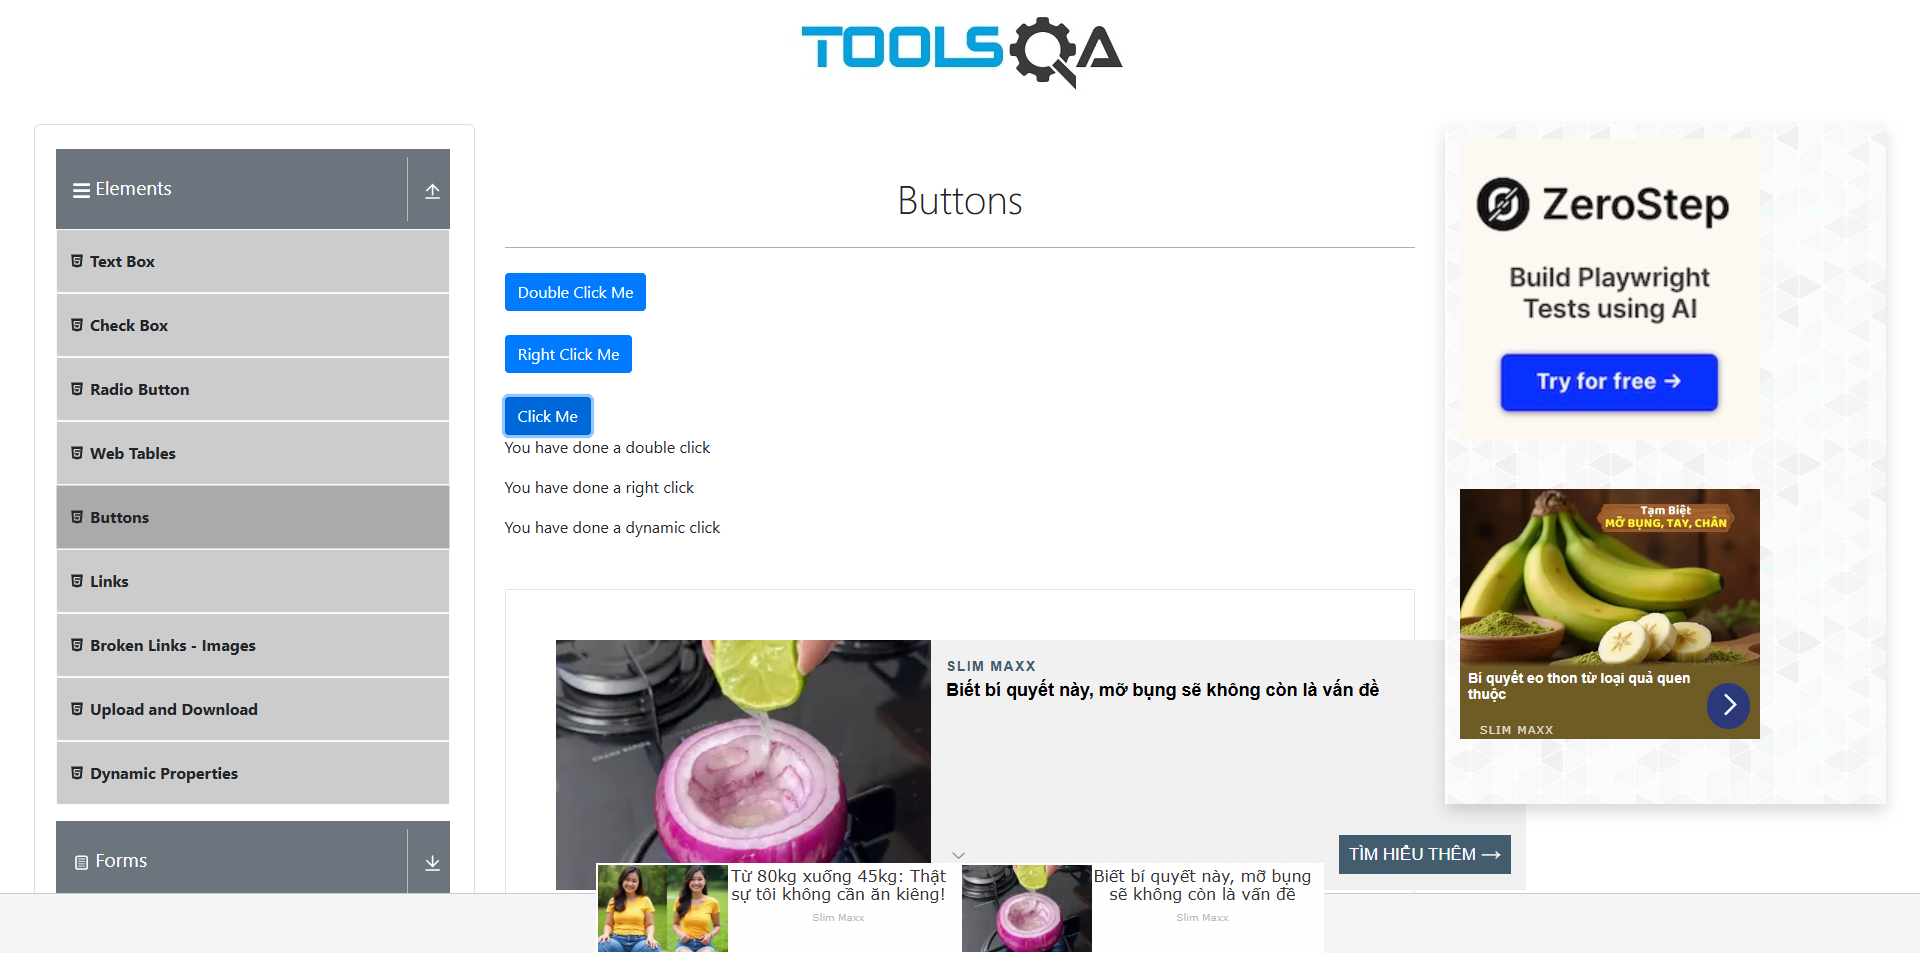 TOOLSQA
Elements
Text Box
Check Box
Radio Button
Web Tables
Buttons
Links
Broken Links - Images
Upload and Download
Dynamic Properties
Forms
Buttons
Double Click Me
Right Click Me
Click Me
You have done a double click
You have done a right click
You have done a dynamic click
SLIM MAXX
Biết bí quyết này, mỡ bụng sẽ không còn là vấn đề
TÌM HIỂU THÊM →
ZeroStep
Build Playwright
Tests using AI
Try for free →
Tạm Biệt
MỠ BỤNG, TAY, CHÂN
Bí quyết eo thon từ loại quả quen
thuộc
SLIM MAXX
Từ 80kg xuống 45kg: Thật
sự tôi không cần ăn kiêng!
Slim Maxx
Biết bí quyết này, mỡ bụng
sẽ không còn là vấn đề
Slim Maxx